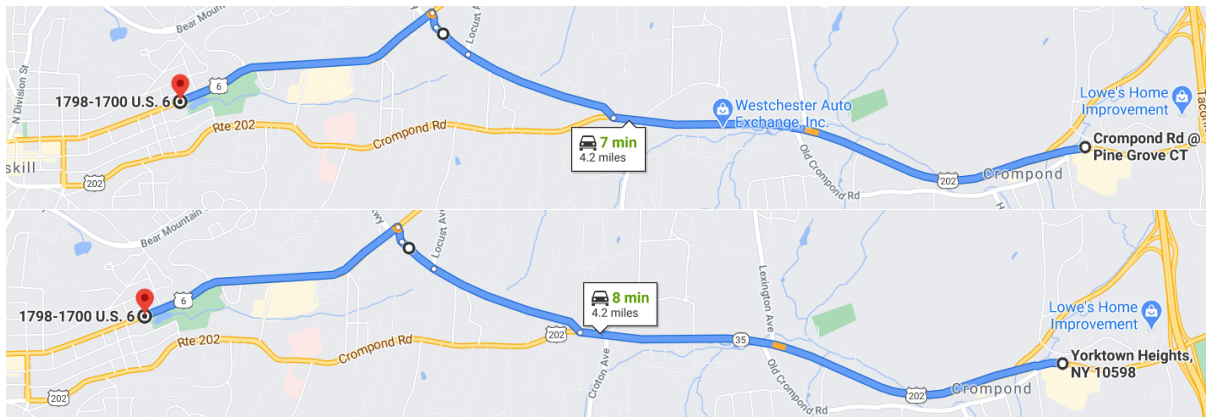 Bear Mountain
N Division St
6
Locust Ave
1798-1700 U.S. 6
Rte 202
Crompond Rd
skill
202
7 min
4.2 miles
Westchester Auto
Exchange, Inc.
Lowe's Home
Improvement
Taco
Crompond Rd @
Pine Grove CT
Old Crompond Rd
202
Crompond
H
Bear Mountain
wy
Locust Ave
6
1798-1700 U.S. 6
Rte 202
Crompond Rd
202
202
8 min
4.2 miles
Croton Ave
35
Lexington Ave
Old Crompond Rd
202
Crompond
Lowe's Home
Improvement
Yorktown Heights,
NY 10598